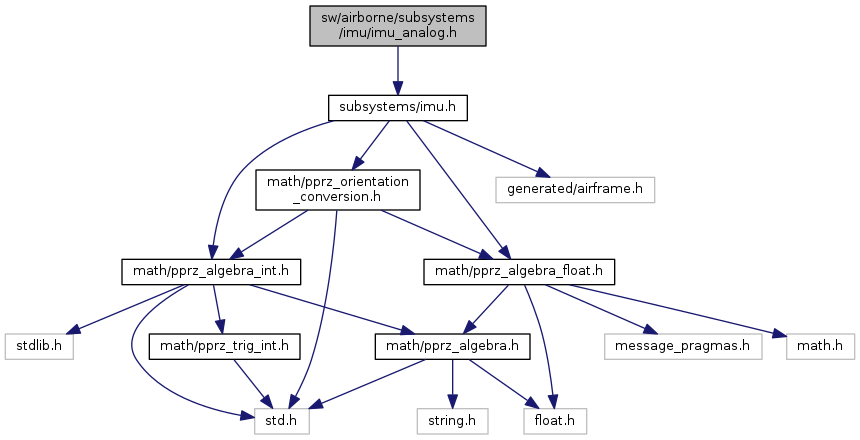 sw/airborne/subsystems
/imu/imu_analog.h
subsystems/imu.h
math/pprz_orientation
_conversion.h
generated/airframe.h
math/pprz_algebra_int.h
math/pprz_algebra_float.h
stdlib.h
math/pprz_trig_int.h
math/pprz_algebra.h
message_pragmas.h
math.h
std.h
string.h
float.h